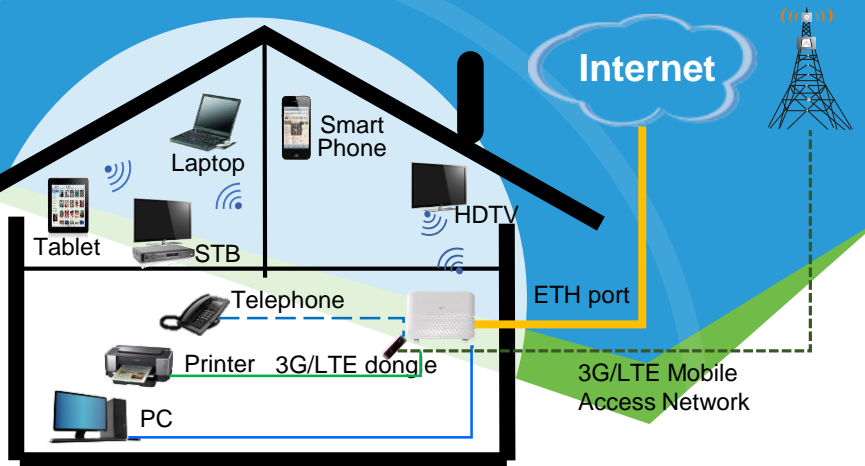 Internet
Smart
Phone
Laptop
HDTV
Tablet
STB
Telephone
ETH port
Printer
3G/LTE dongle
3G/LTE Mobile
Access Network
PC